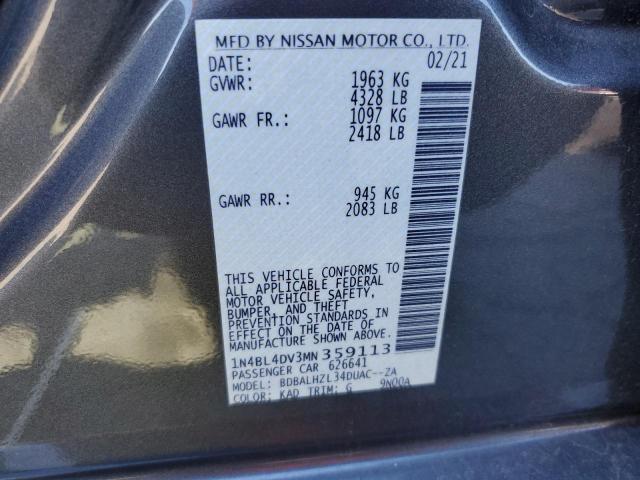 MFD BY NISSAN MOTOR CO., LTD.
DATE: 02/21
GVWR: 1963 KG
4328 LB
GAWR FR.: 1097 KG
2418 LB
GAWR RR.: 945 KG
2083 LB
THIS VEHICLE CONFORMS TO
ALL APPLICABLE FEDERAL
MOTOR VEHICLE SAFETY,
BUMPER, AND THEFT
PREVENTION STANDARDS IN
EFFECT ON THE DATE OF
MANUFACTURE SHOWN ABOVE.
1N4BL4DV3MN359113
PASSENGER CAR 626641
MODEL: BDBALHZL34DUAC--ZA
COLOR: KAD TRIM: G 9N00A